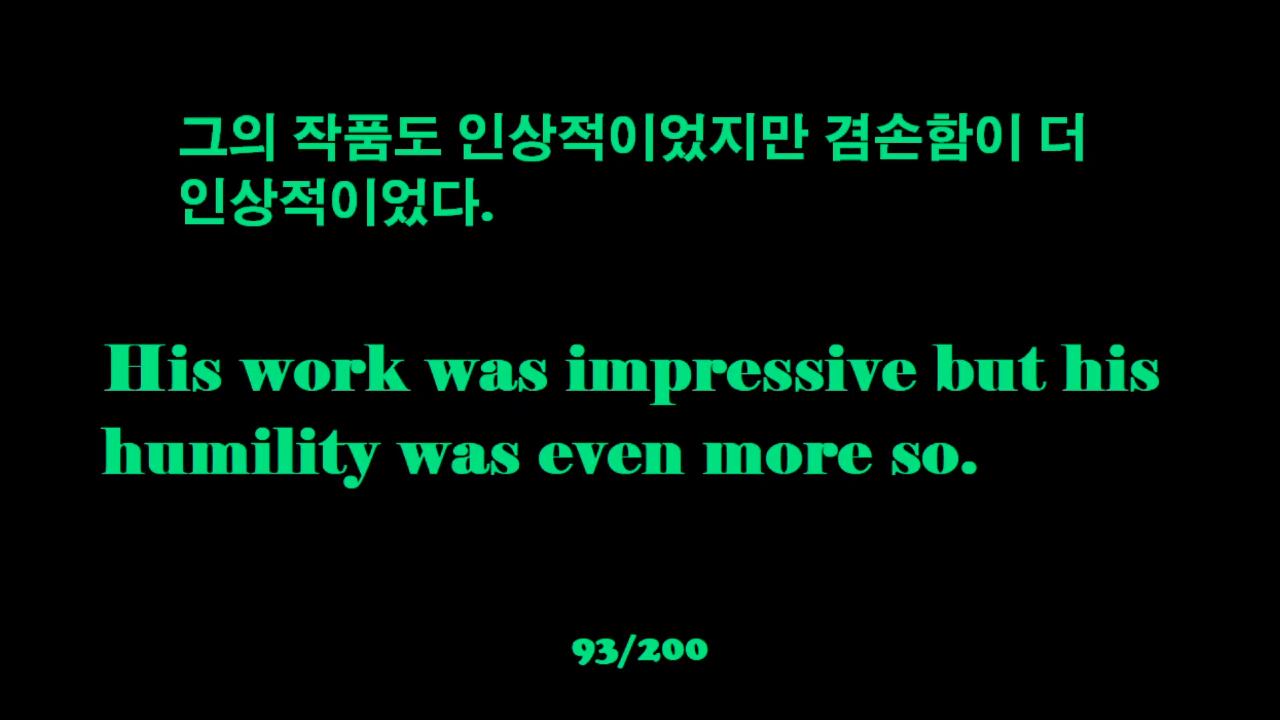 그의 작품도 인상적이었지만 겸손함이 더
인상적이었다.
His work was impressive but his
humility was even more so.
93/200